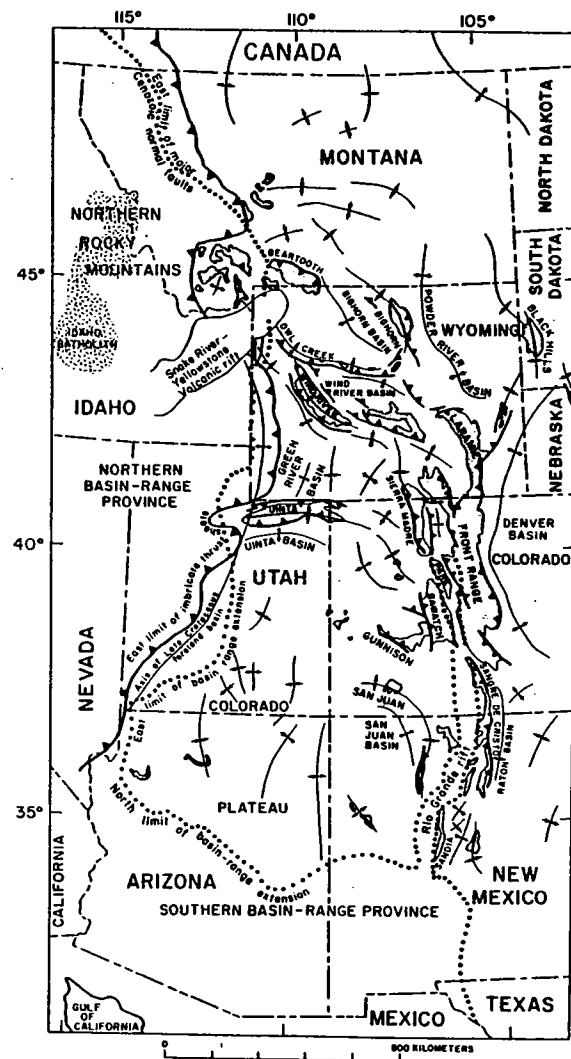 115°
110°
105°
CANADA
East limit of major
Cenozoic
normal faults
MONTANA
NORTH DAKOTA
NORTHERN
ROCKY
MOUNTAINS
45°
BEARTOOTH
SOUTH
DAKOTA
BIGHORN BASIN
BIGHORN
POWDER
RIVER BASIN
WYOMING
BLACK HILLS
IDAHO
BATHOLITH
Snake River
Yellowstone
Volcanic rift
OWL CREEK
WIND
RIVER BASIN
WIND RIVER
IDAHO
LARAMIE
NEBRASKA
NORTHERN
BASIN-RANGE
PROVINCE
GREEN
RIVER
BASIN
SIERRA MADRE
UINTA
40°
UINTA BASIN
PARK
FRONT RANGE
DENVER
BASIN
COLORADO
UTAH
East limit of imbricate thrust
Axis of Late Cretaceous
foreland basin
East limit of basin range extension
SAWATCH
GUNNISON
NEVADA
COLORADO
SAN JUAN
SAN JUAN
BASIN
SANGRE DE CRISTO
RATON BASIN
PLATEAU
35°
Rio Grande rift
SANDIA
North limit of basin-range extension
CALIFORNIA
ARIZONA
NEW
MEXICO
SOUTHERN BASIN-RANGE PROVINCE
GULF
OF
CALIFORNIA
MEXICO
TEXAS
0
800 KILOMETERS